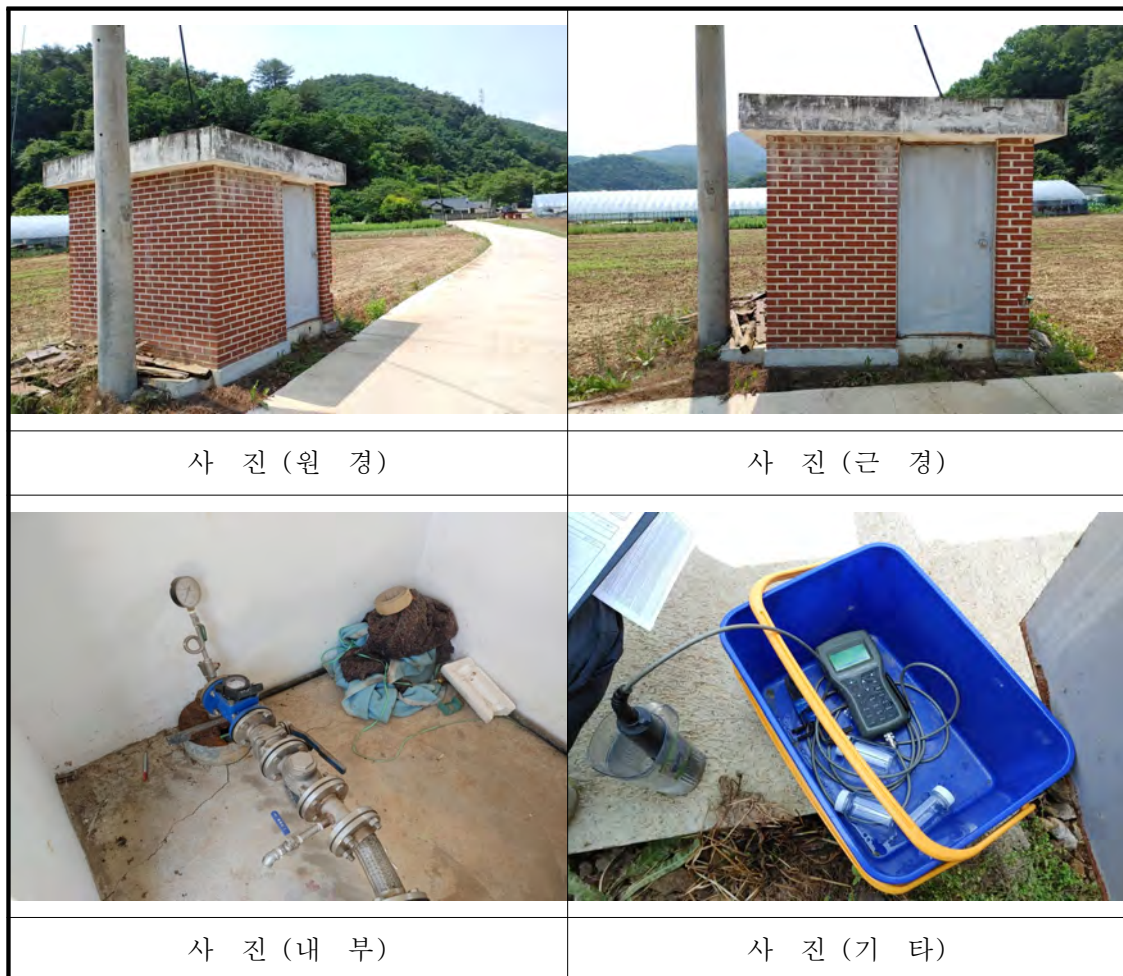 사 진 (원 경)
사 진 (근 경)
사 진 (내 부)
사 진 (기 타)